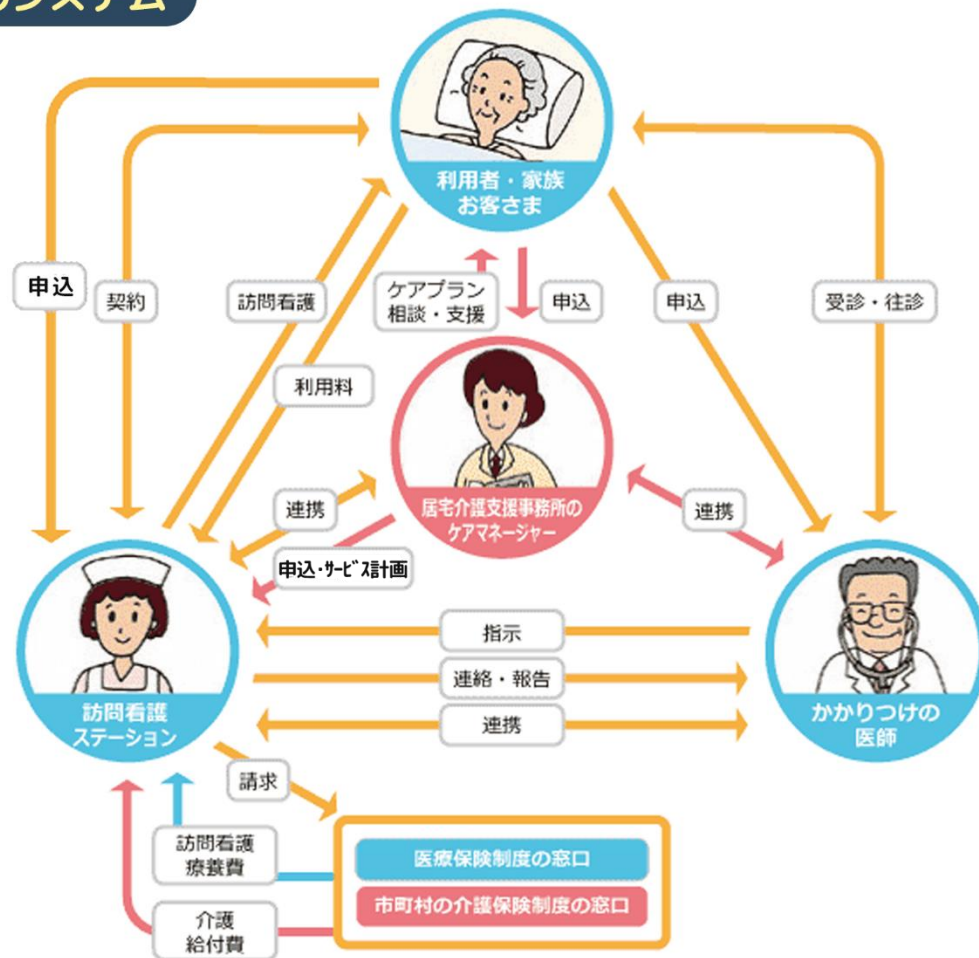 システム
利用者・家族
お客さま
申込
契約
訪問看護
ケアプラン
相談・支援
申込
申込
受診・往診
利用料
連携
居宅介護支援事務所の
ケアマネージャー
連携
申込・ｻｰﾋﾞｽ計画
指示
連絡・報告
連携
訪問看護
ステーション
かかりつけの
医師
請求
訪問看護
療養費
医療保険制度の窓口
市町村の介護保険制度の窓口
介護
給付費